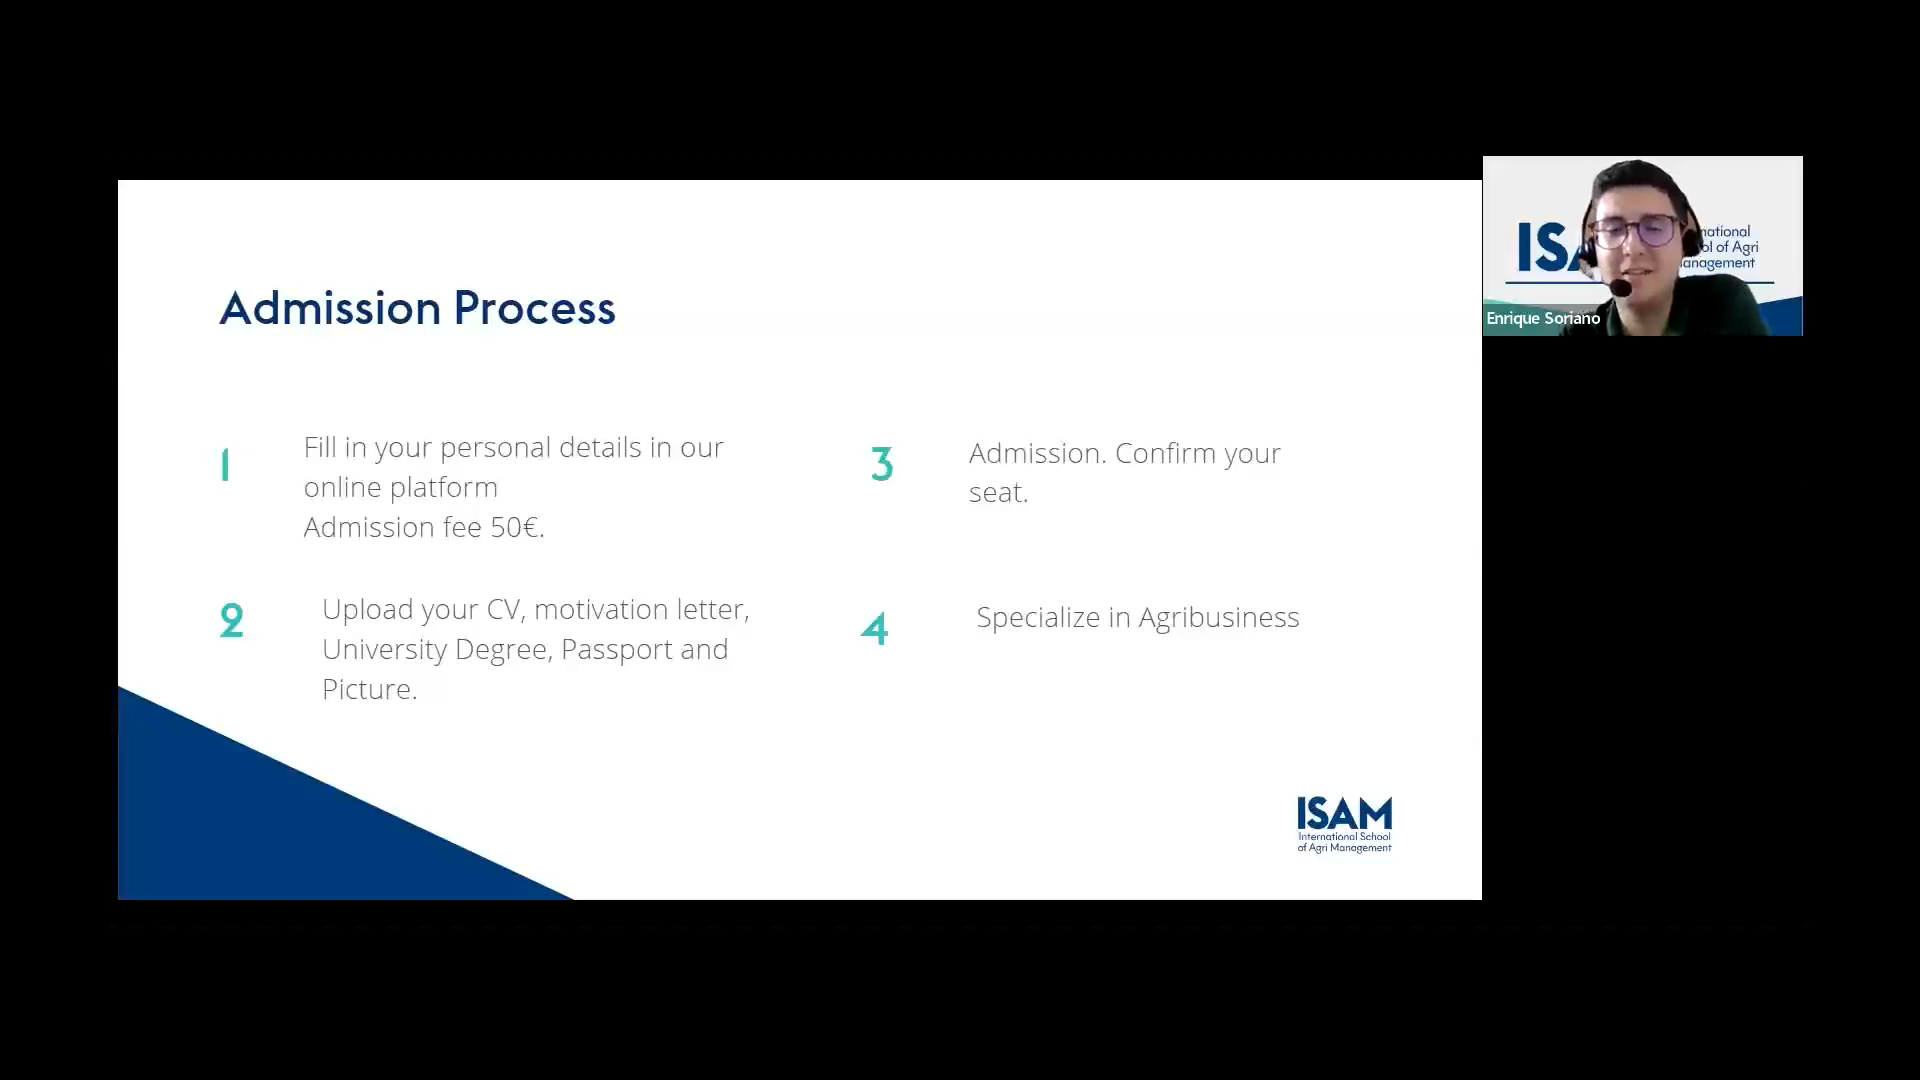 Admission Process
1
Fill in your personal details in our
online platform
Admission fee 50€.
2
Upload your CV, motivation letter,
University Degree, Passport and
Picture.
3
Admission. Confirm your
seat.
4
Specialize in Agribusiness
ISAM
International School
of Agri Management
of Agri
Enrique Soriano